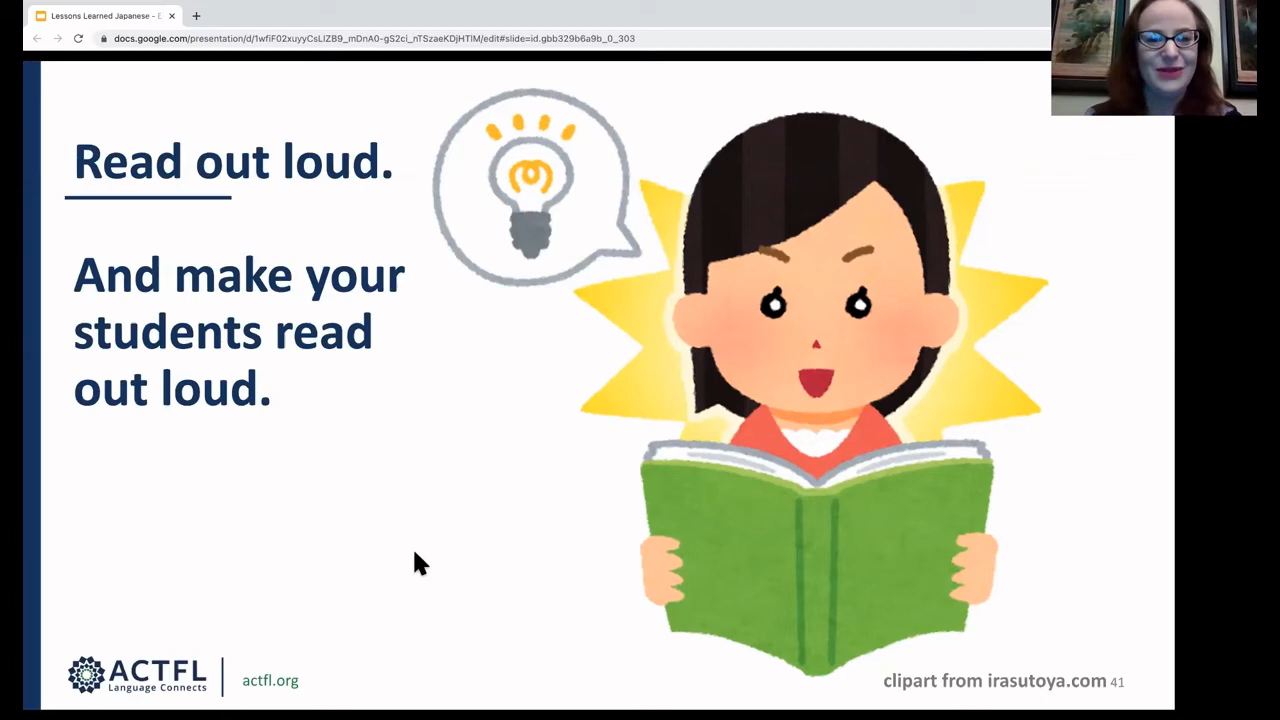 Lessons Learned Japanese - E
docs.google.com/presentation/d/1wfiF02xuyyCsLIZB9_mDnA0-gS2ci_nTSzaeKDjHTlM/edit#slide=id.gbb329b6a9b_0_303
Read out loud.
And make your
students read
out loud.
ACTFL
Language Connects
actfl.org
clipart from irasutoya.com 41